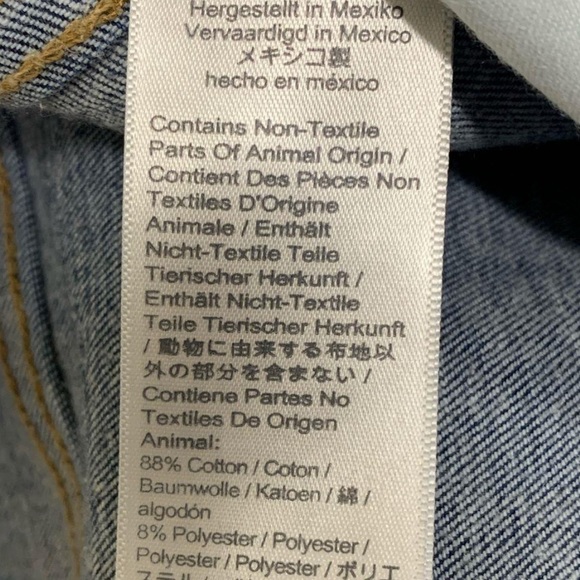 Hergestellt in Mexiko
Vervaardigd in Mexico
メキシコ製
hecho en méxico
Contains Non-Textile
Parts Of Animal Origin /
Contient Des Pièces Non
Textiles D'Origine
Animale / Enthält
Nicht-Textile Teile
Tierischer Herkunft /
Enthält Nicht-Textile
Teile Tierischer Herkunft
/ 動物に由来する布地以
外の部分を含まない /
Contiene Partes No
Textiles De Origen
Animal:
88% Cotton / Coton /
Baumwolle / Katoen / 綿 /
algodón
8% Polyester / Polyester /
Polyester / Polyester / ポリエ
ステル /